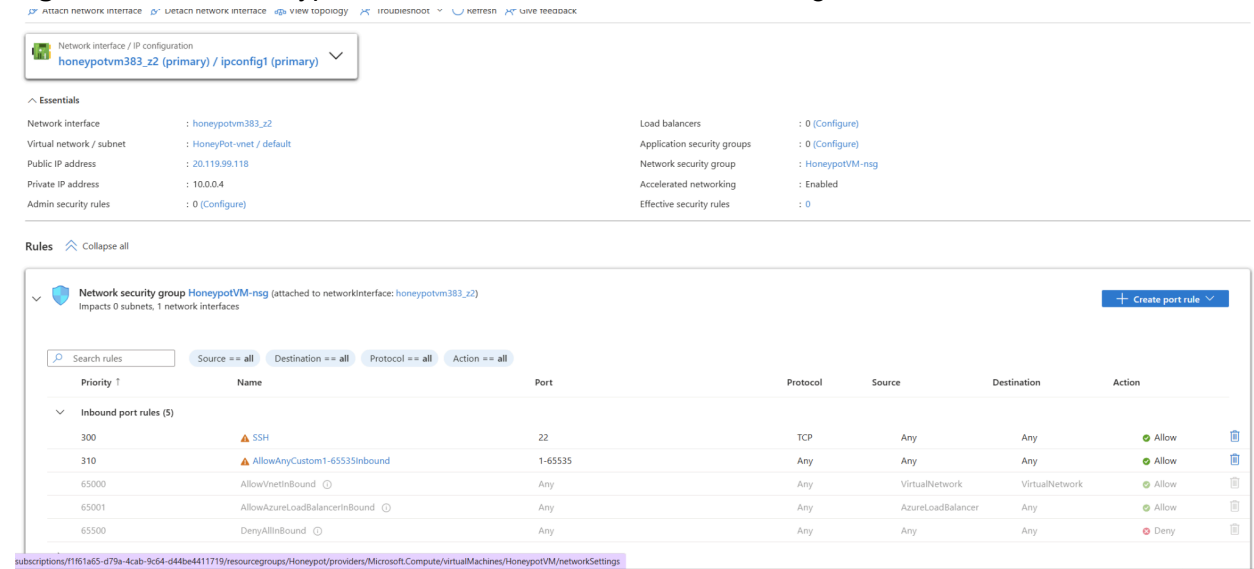 Attach network interface Detach network interface View topology Troubleshoot Refresh Give feedback
Network interface / IP configuration
honeypotvm383_z2 (primary) / ipconfig1 (primary)
Essentials
Network interface : honeypotvm383_z2 Load balancers : 0 (Configure)
Virtual network / subnet : HoneyPot-vnet / default Application security groups : 0 (Configure)
Public IP address : 20.119.99.118 Network security group : HoneypotVM-nsg
Private IP address : 10.0.0.4 Accelerated networking : Enabled
Admin security rules : 0 (Configure) Effective security rules : 0
Rules Collapse all
Network security group HoneypotVM-nsg (attached to networkInterface: honeypotvm383_z2)
Impacts 0 subnets, 1 network interfaces
Create port rule
Search rules Source == all Destination == all Protocol == all Action == all
Priority ↑ Name Port Protocol Source Destination Action
Inbound port rules (5)
300 SSH 22 TCP Any Any Allow
310 AllowAnyCustom1-65535Inbound 1-65535 Any Any Any Allow
65000 AllowVnetInBound Any Any VirtualNetwork VirtualNetwork Allow
65001 AllowAzureLoadBalancerInBound Any Any AzureLoadBalancer Any Allow
65500 DenyAllInBound Any Any Any Any Deny
subscriptions/f1f61a65-d79a-4cab-9c64-d44be4411719/resourcegroups/Honeypot/providers/Microsoft.Compute/virtualMachines/HoneypotVM/networkSettings